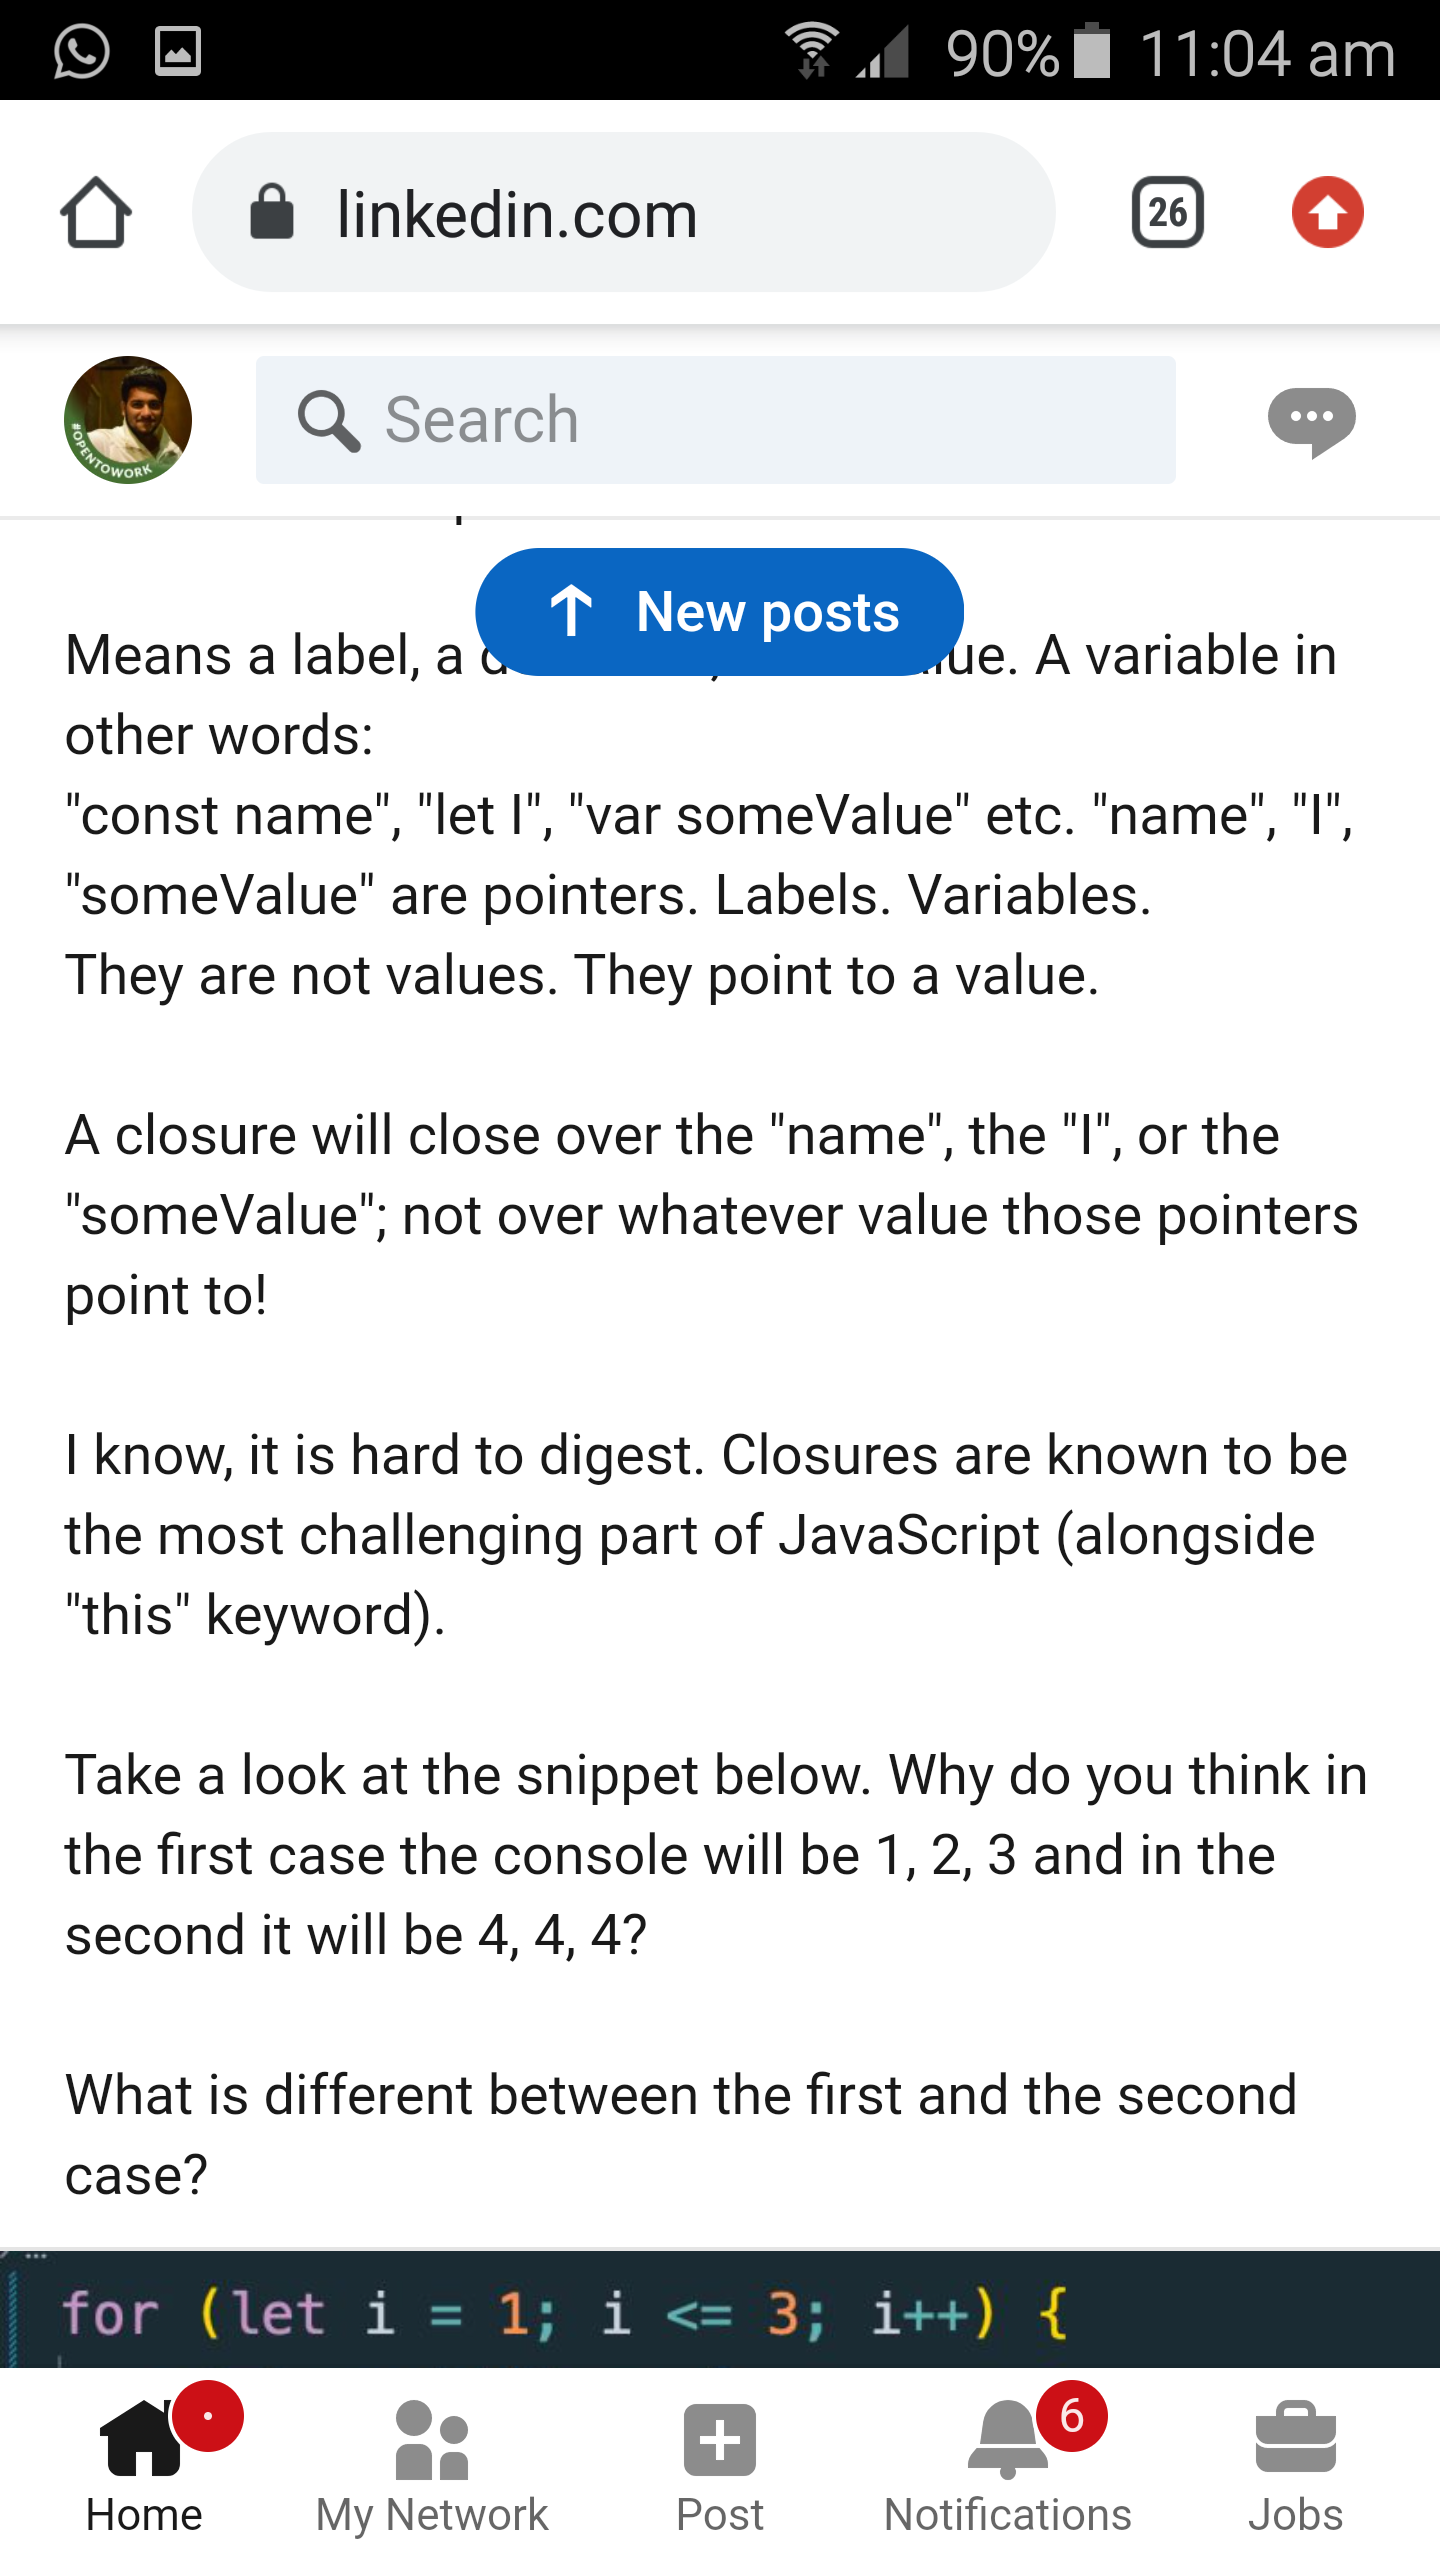 90% 11:04 am
linkedin.com
26
#OPENTOWORK
Search
New posts
Means a label, a
A variable in
other words:
"const name", "let I", "var someValue" etc. "name", "I",
"someValue" are pointers. Labels. Variables.
They are not values. They point to a value.
A closure will close over the "name", the "I", or the
"someValue"; not over whatever value those pointers
point to!
I know, it is hard to digest. Closures are known to be
the most challenging part of JavaScript (alongside
"this" keyword).
Take a look at the snippet below. Why do you think in
the first case the console will be 1, 2, 3 and in the
second it will be 4, 4, 4?
What is different between the first and the second
case?
for (let i = 1; i <= 3; i++) {
6
Home My Network Post Notifications Jobs